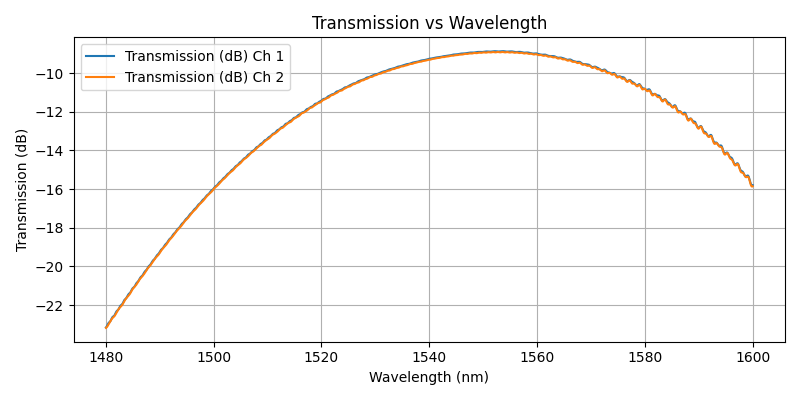 Transmission vs Wavelength
Transmission (dB) Ch 1
Transmission (dB) Ch 2
Transmission (dB)
−10
−12
−14
−16
−18
−20
−22
1480 1500 1520 1540 1560 1580 1600
Wavelength (nm)